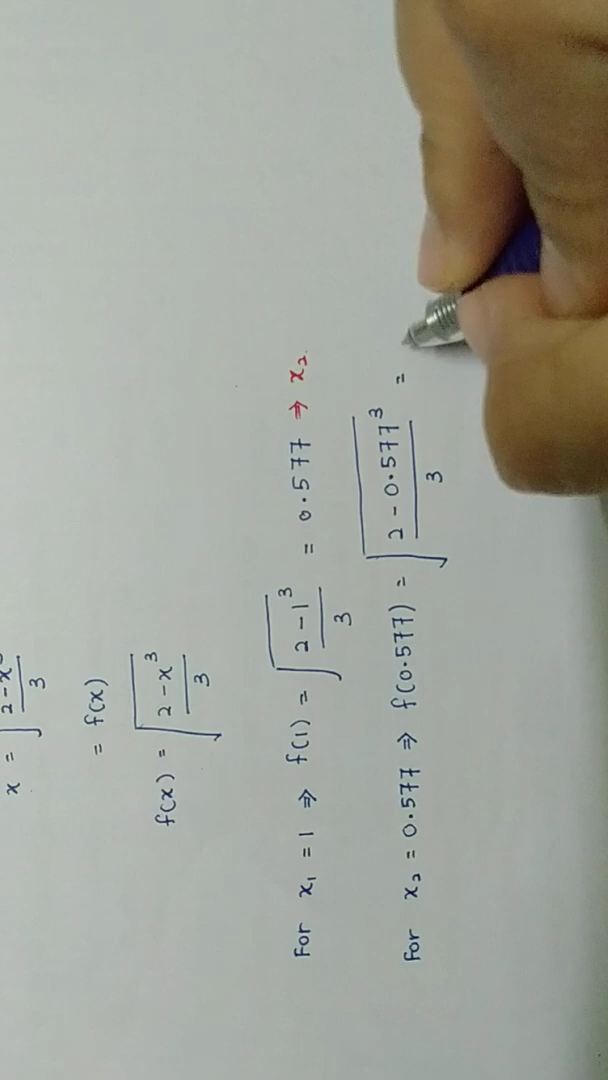 x = √((2-x³)/3)
= f(x)
f(x) = √((2-x³)/3)
For x₁ = 1 ⇒ f(1) = √((2-1³)/3) = 0.577 ⇒ x₂
For x₂ = 0.577 ⇒ f(0.577) = √((2-0.577³)/3) =